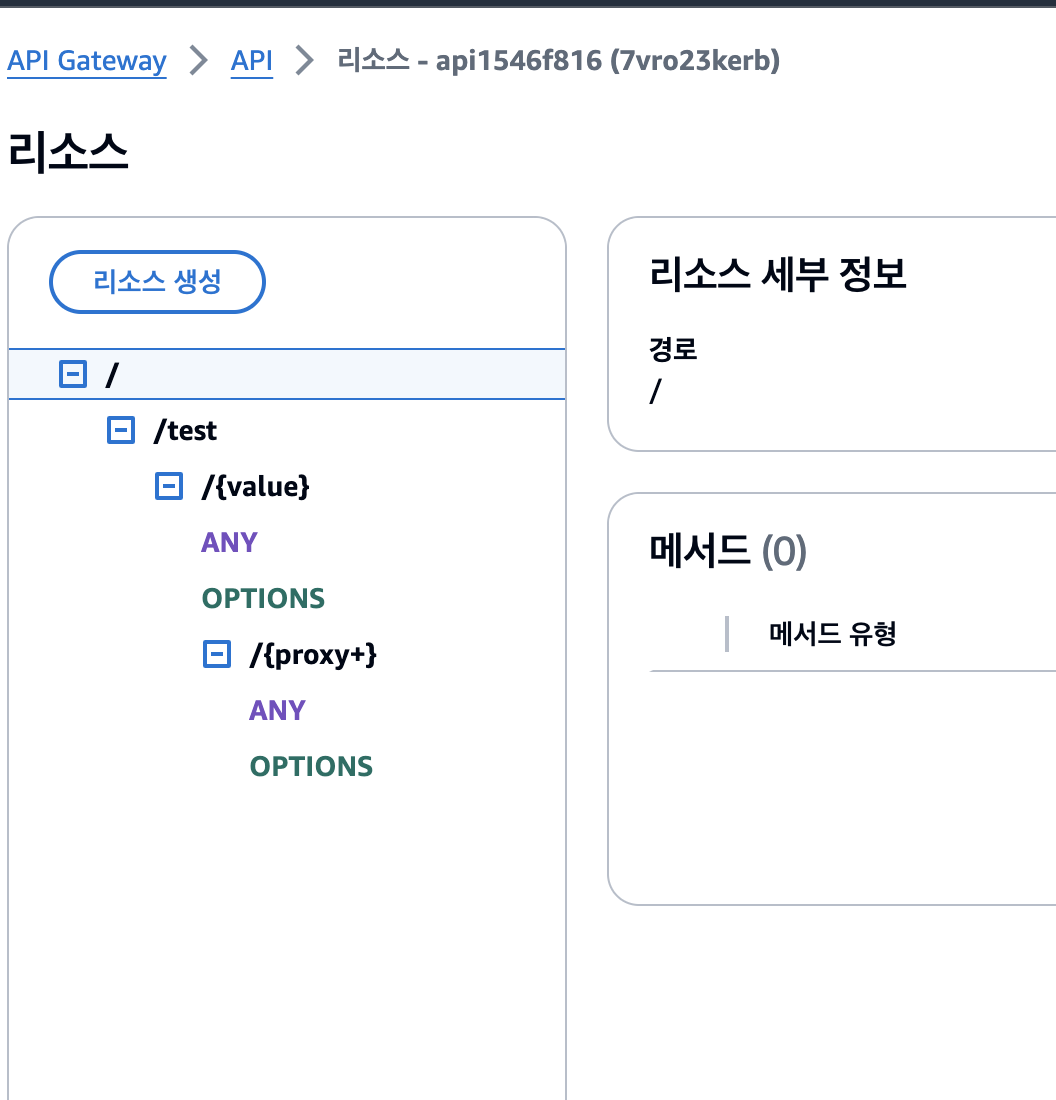 API Gateway > API > 리소스 - api1546f816 (7vro23kerb)
리소스
리소스 생성
/
/test
/{value}
ANY
OPTIONS
/{proxy+}
ANY
OPTIONS
리소스 세부 정보
경로
/
메서드 (0)
메서드 유형